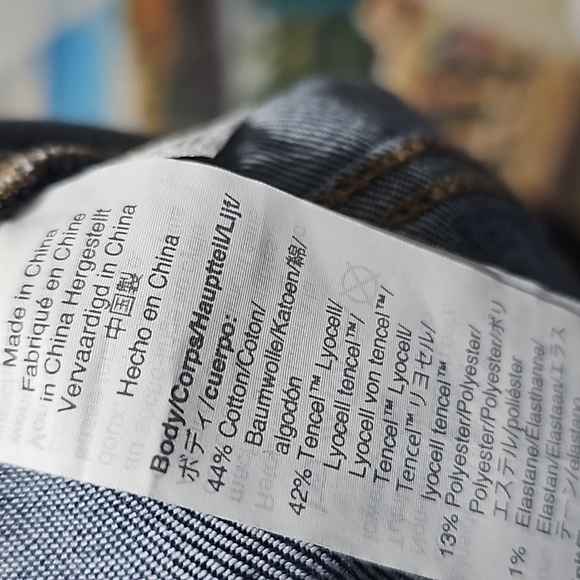 Made in China
Fabriqué en Chine
in China Hergestellt
Vervaardigd in China
中国製
Hecho en China
Body/Corps/Hauptteil/Lijf/
ボディ/cuerpo:
44% Cotton/Coton/
Baumwolle/Katoen/綿/
algodón
42% Tencel™ Lyocell/
Lyocell tencel™/
Lyocell von tencel™/
Tencel™ Lyocell/
Tencel™ リヨセル/
lyocell tencel™
13% Polyester/Polyester/
Polyester/Polyester/ポリ
エステル/poliéster
1% Elastane/Élasthanne/
Elastan/Elastaan/エラス